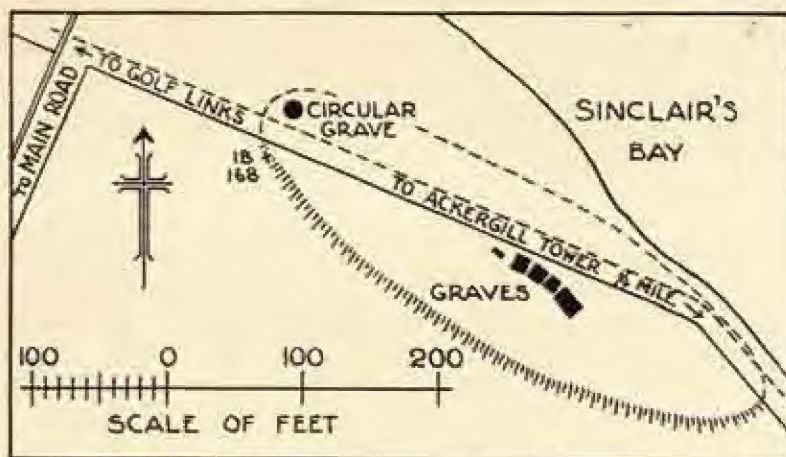 TO MAIN ROAD
TO GOLF LINKS
CIRCULAR
GRAVE
SINCLAIR'S
BAY
1B
168
TO ACKERGILL TOWER ½ MILE
GRAVES
100 0 100 200
SCALE OF FEET